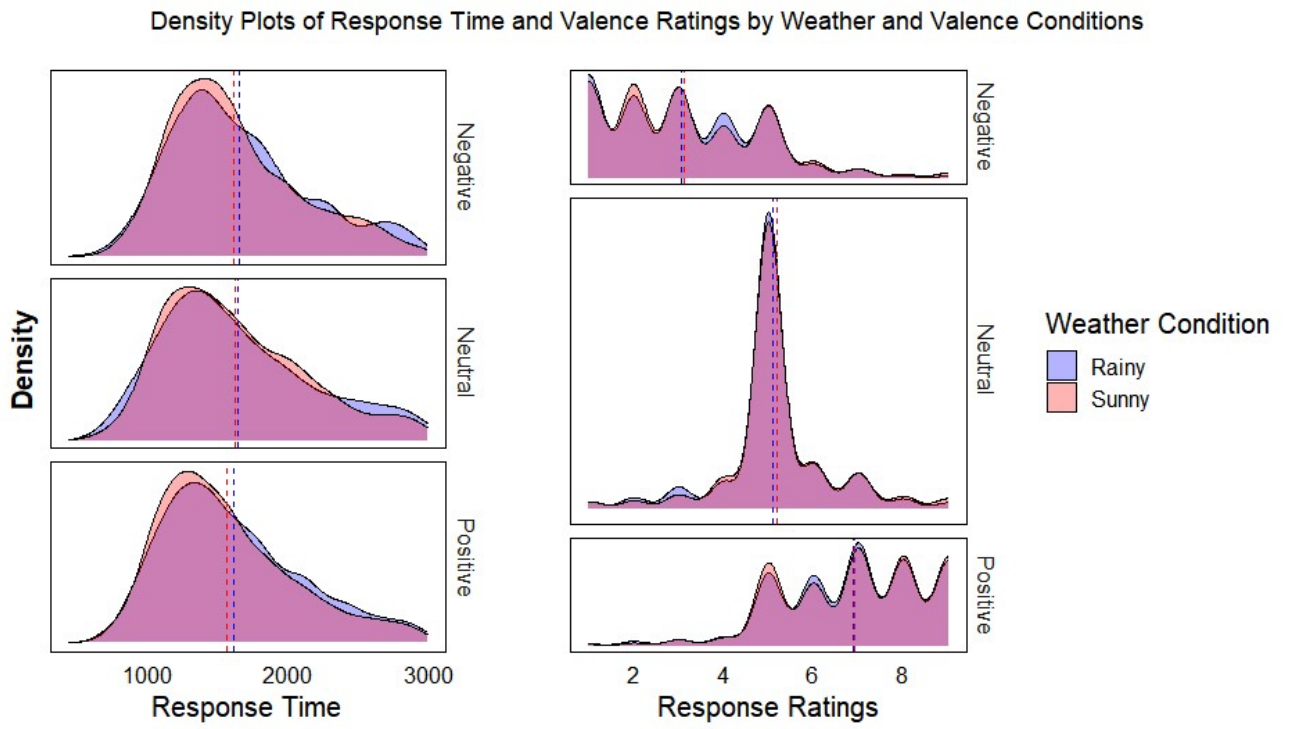 Density Plots of Response Time and Valence Ratings by Weather and Valence Conditions
Density
Negative
Neutral
Positive
1000 2000 3000
Response Time
Negative
Neutral
Positive
2 4 6 8
Response Ratings
Weather Condition
Rainy
Sunny